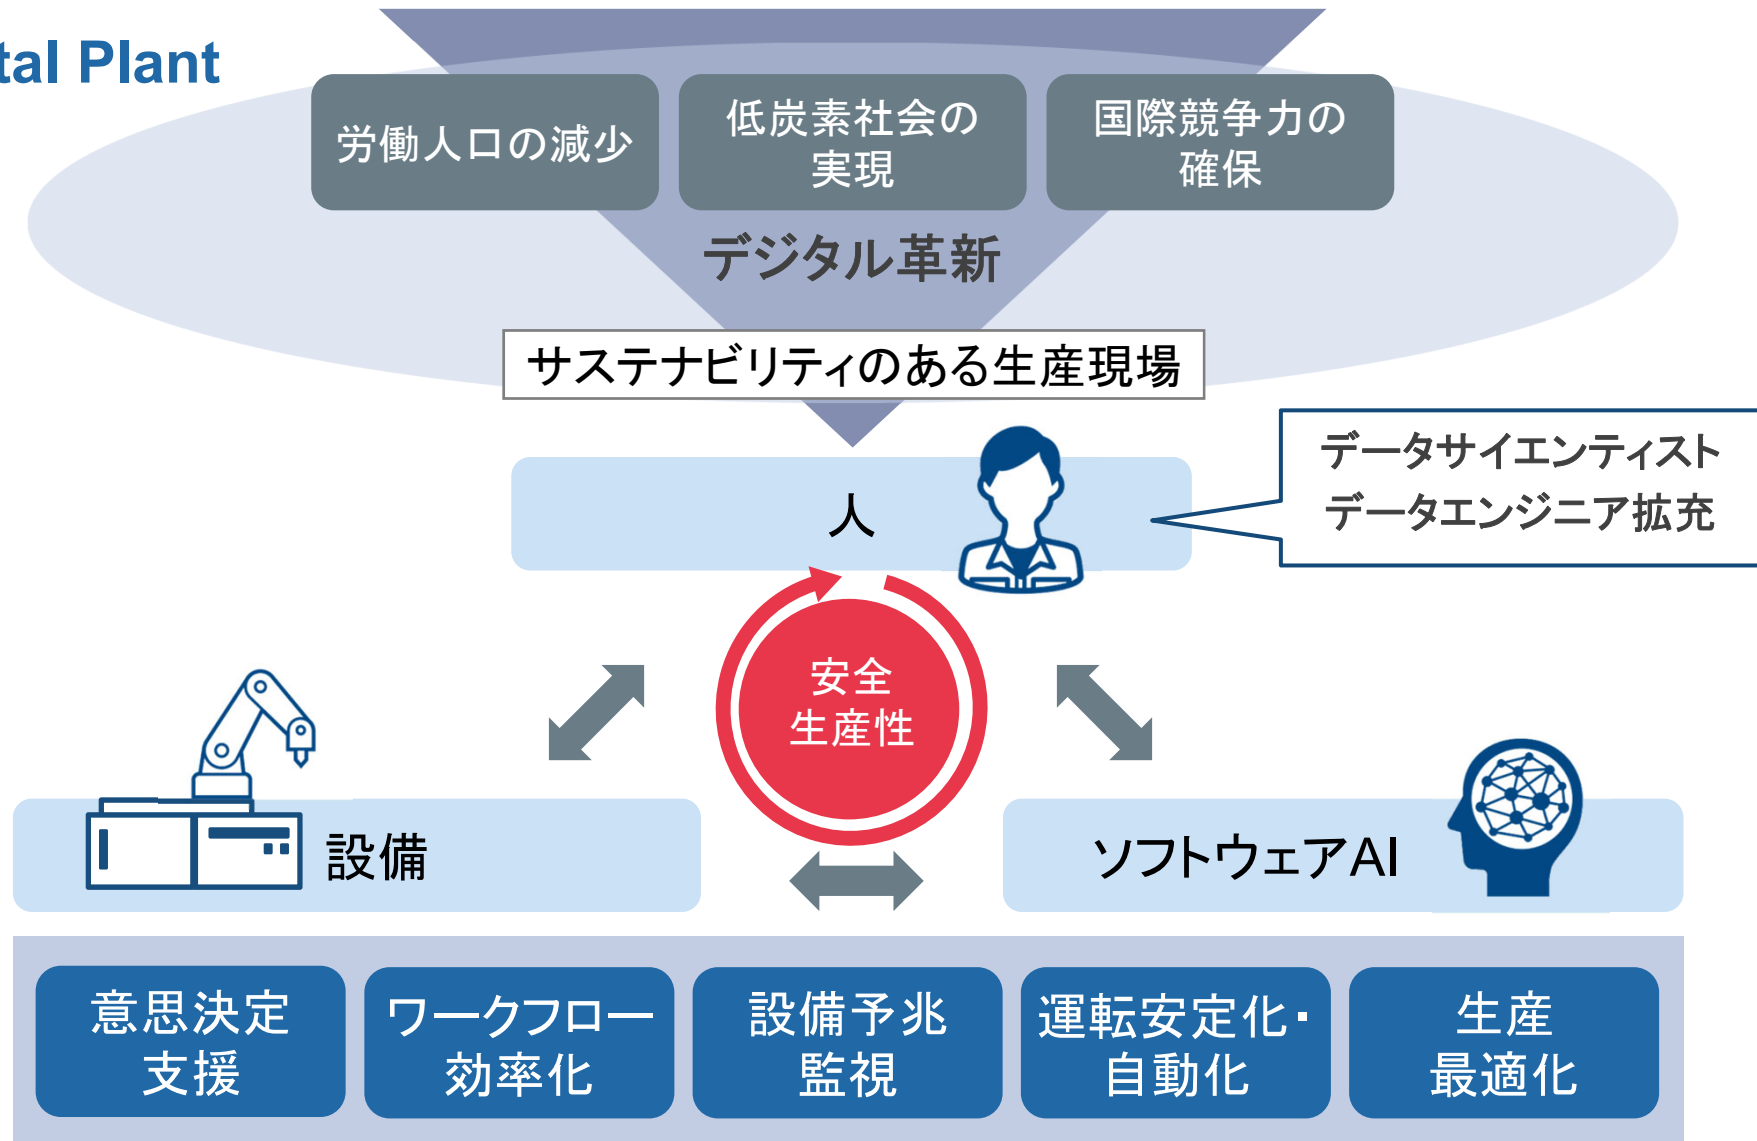 tal Plant
労働人口の減少
低炭素社会の
実現
国際競争力の
確保
デジタル革新
サステナビリティのある生産現場
人
データサイエンティスト
データエンジニア拡充
安全
生産性
設備
ソフトウェアAI
意思決定
支援
ワークフロー
効率化
設備予兆
監視
運転安定化・
自動化
生産
最適化